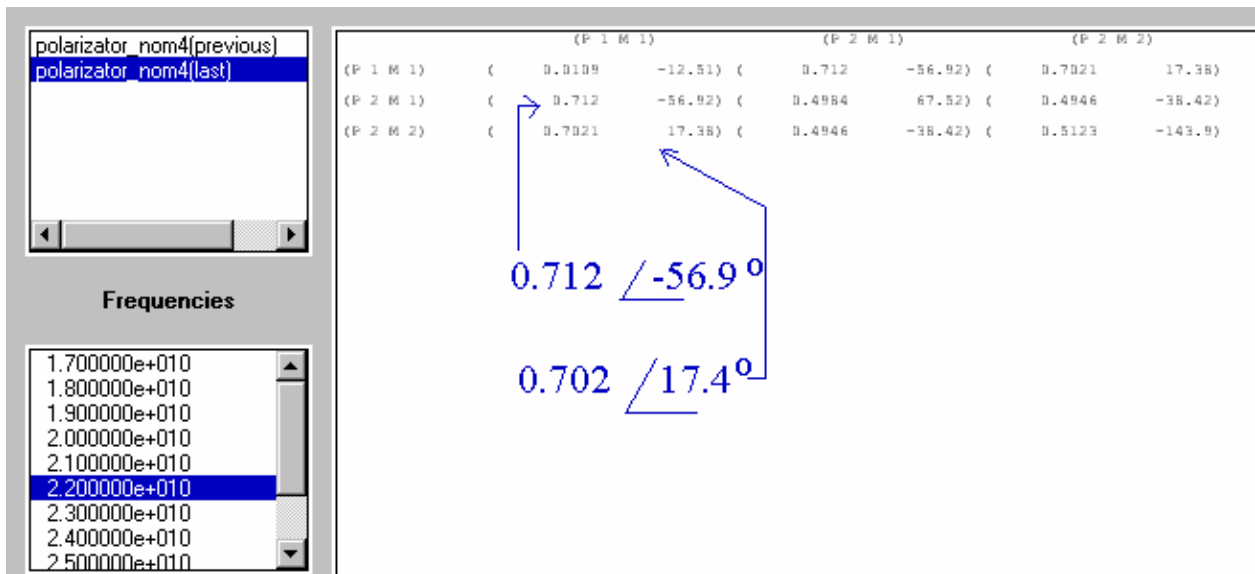 polarizator_nom4(previous)
polarizator_nom4(last)
Frequencies
1.700000e+010
1.800000e+010
1.900000e+010
2.000000e+010
2.100000e+010
2.200000e+010
2.300000e+010
2.400000e+010
2.500000e+010
(P 1 M 1) (P 2 M 1) (P 2 M 2)
(P 1 M 1) ( 0.0109 -12.51) ( 0.712 -56.92) ( 0.7021 17.38)
(P 2 M 1) ( 0.712 -56.92) ( 0.4984 67.52) ( 0.4946 -38.42)
(P 2 M 2) ( 0.7021 17.38) ( 0.4946 -38.42) ( 0.5123 -143.9)
0.712 /-56.9 º
0.702 /17.4º